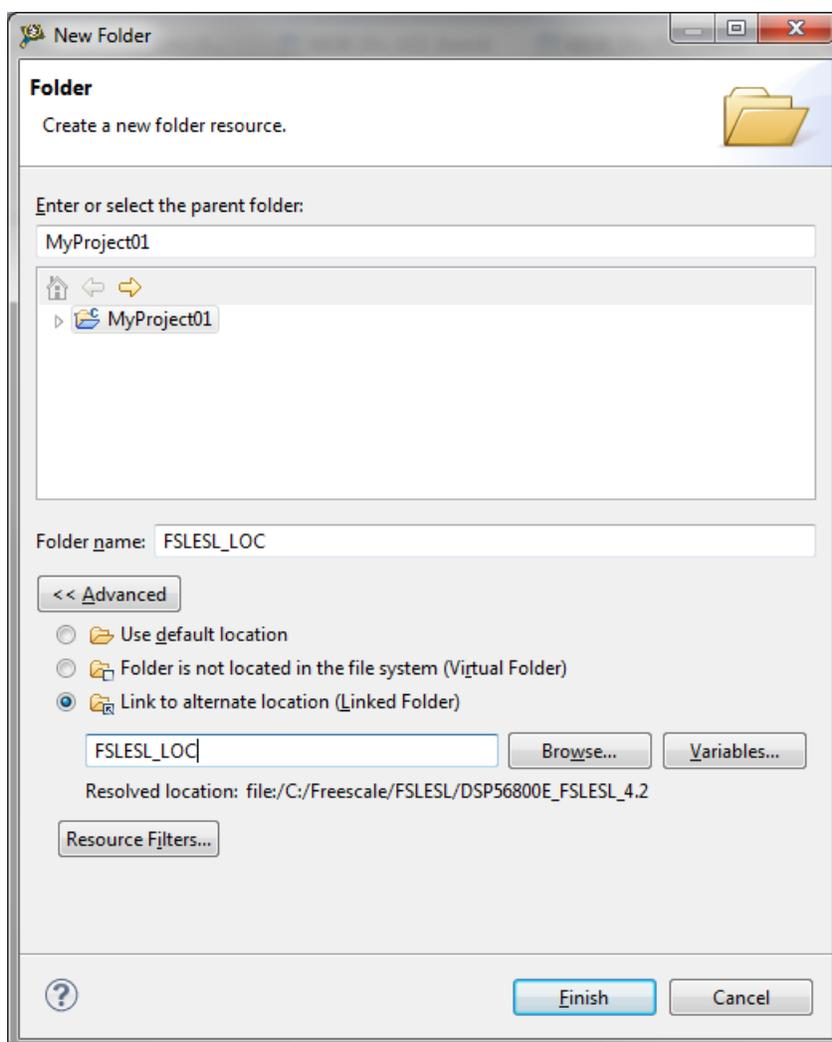 New Folder
Folder
Create a new folder resource.
Enter or select the parent folder:
MyProject01
MyProject01
Folder name: FSLESL_LOC
<< Advanced
Use default location
Folder is not located in the file system (Virtual Folder)
Link to alternate location (Linked Folder)
FSLESL_LOC Browse... Variables...
Resolved location: file:/C:/Freescale/FSLESL/DSP56800E_FSLESL_4.2
Resource Filters...
? Finish Cancel